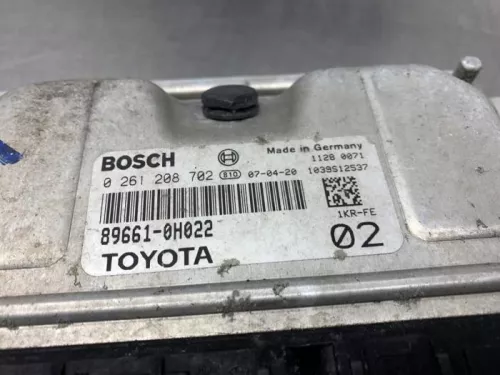 BOSCH Made in Germany
1128 0071
0 261 208 702 810 07-04-20 1039S12537
1KR-FE
89661-0H022
TOYOTA 02